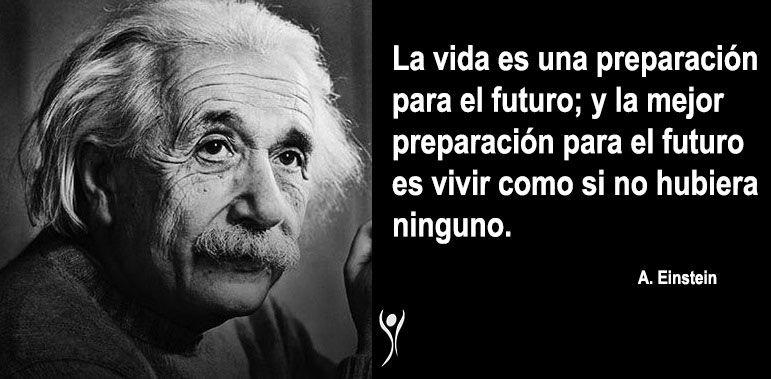 La vida es una preparación
para el futuro; y la mejor
preparación para el futuro
es vivir como si no hubiera
ninguno.
A. Einstein